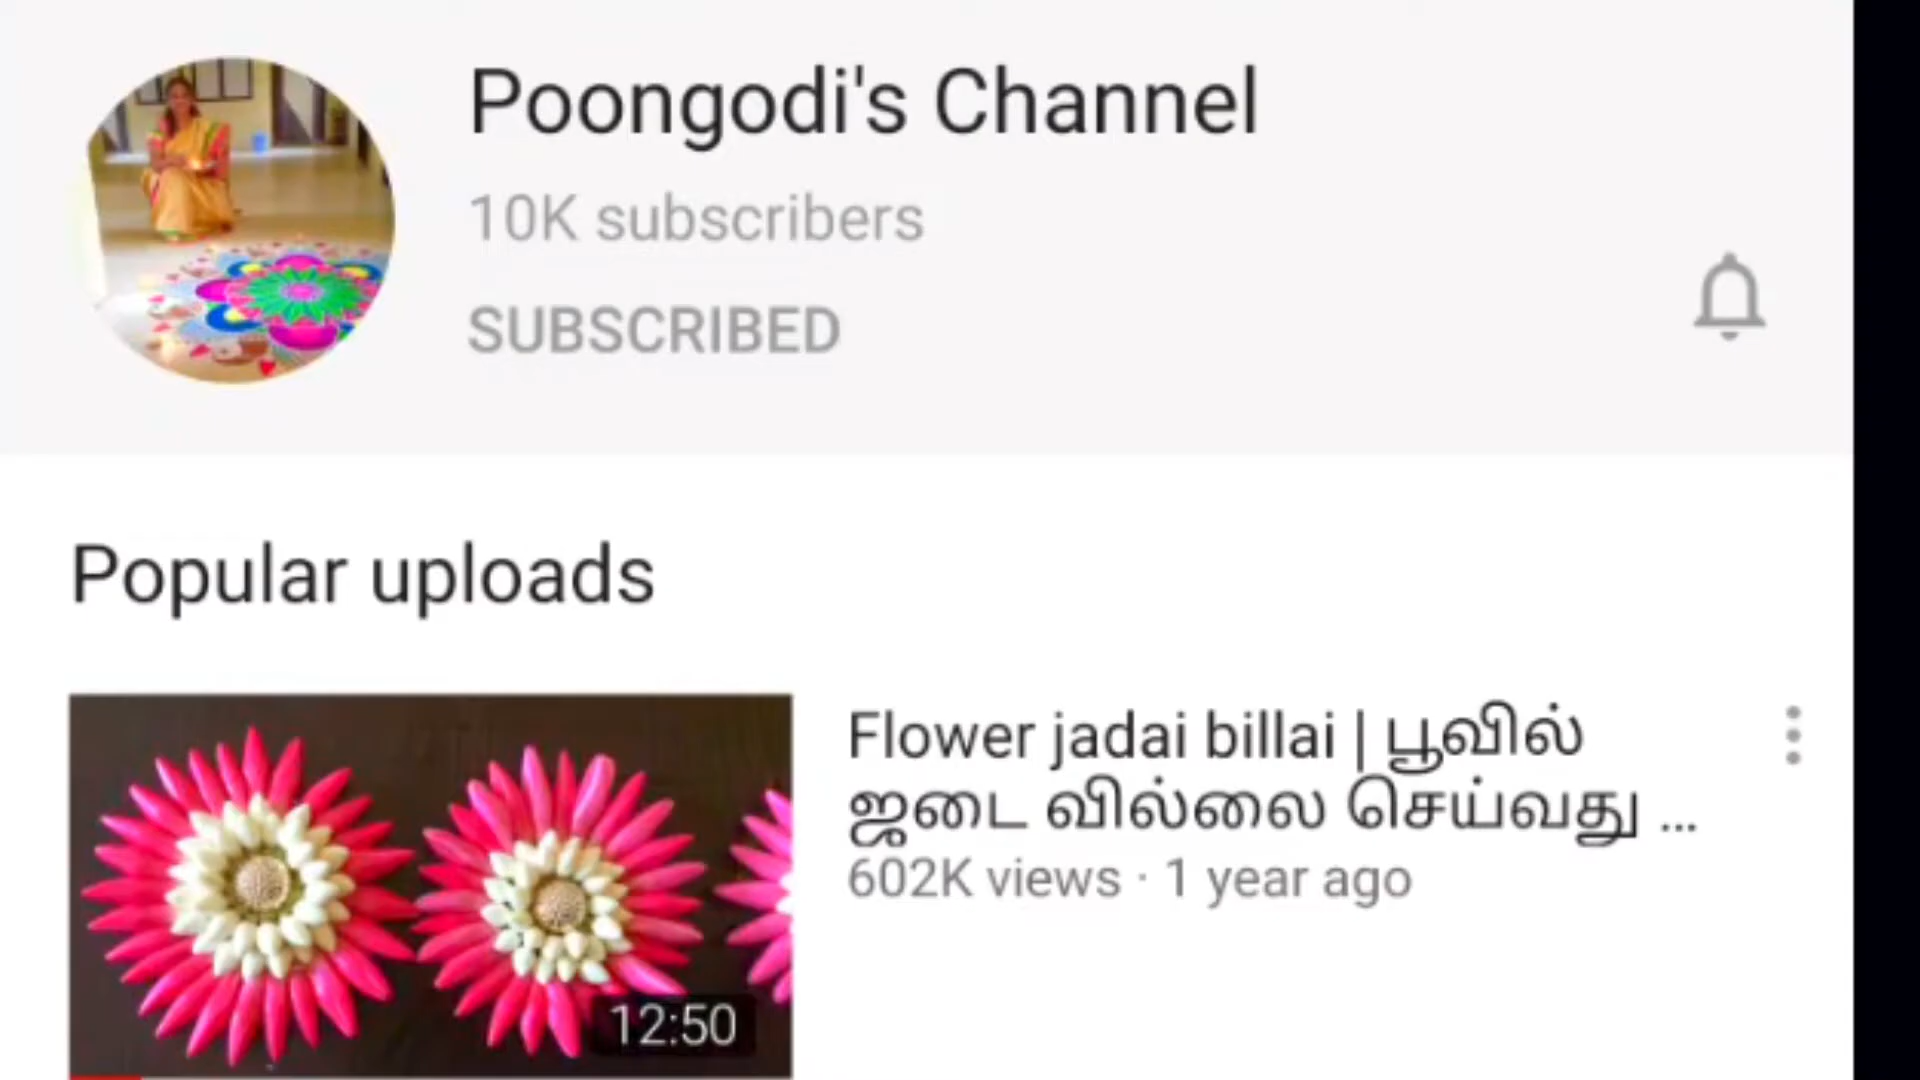 Poongodi's Channel
10K subscribers
SUBSCRIBED
Popular uploads
Flower jadai billai | பூவில்
ஜடை வில்லை செய்வது ...
602K views · 1 year ago
12:50